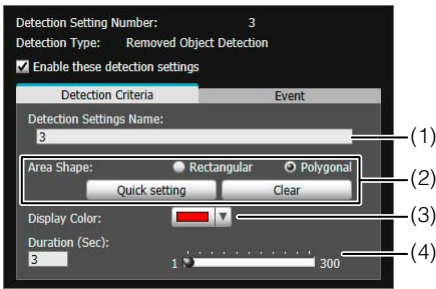 Detection Setting Number: 3
Detection Type: Removed Object Detection
Enable these detection settings
Detection Criteria Event
Detection Settings Name:
3 (1)
Area Shape: Rectangular Polygonal
Quick setting Clear (2)
Display Color: (3)
Duration (Sec):
3 1 300 (4)